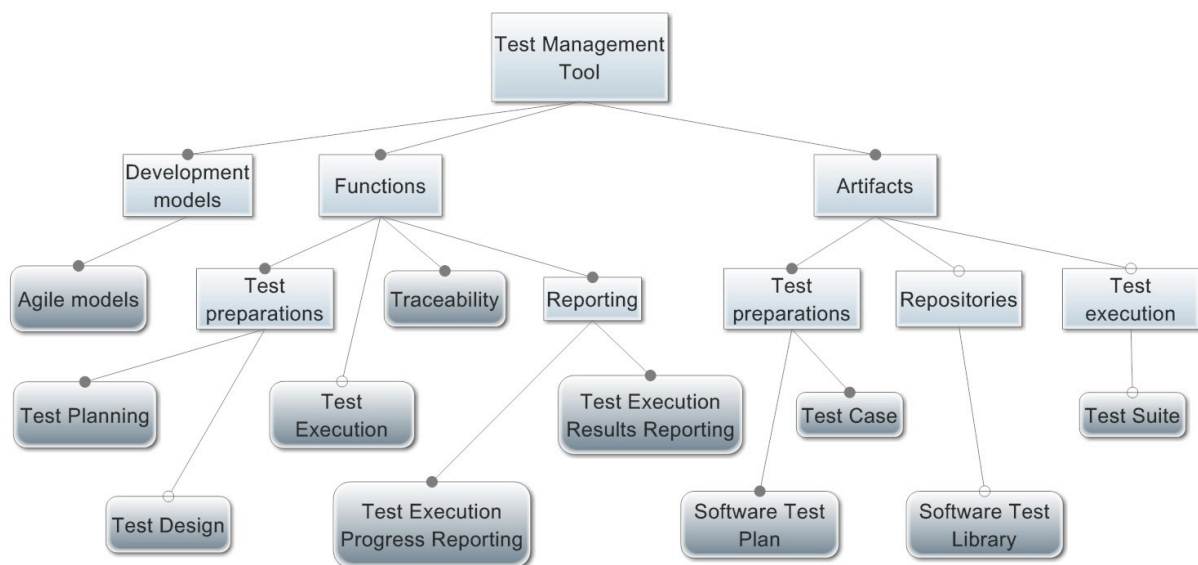 Test Management
Tool
Development
models
Functions
Artifacts
Agile models
Test
preparations
Traceability
Reporting
Test
preparations
Repositories
Test
execution
Test Planning
Test
Execution
Test Execution
Results Reporting
Test Case
Test Suite
Test Design
Test Execution
Progress Reporting
Software Test
Plan
Software Test
Library